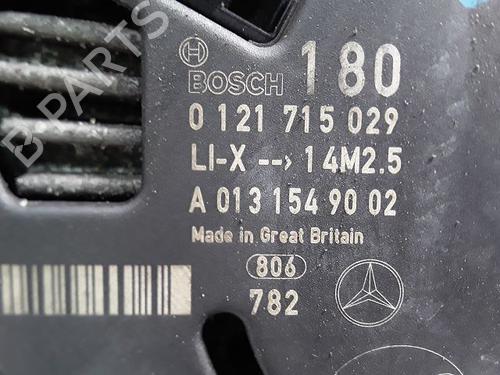 BOSCH 180
0 121 715 029
LI-X --> 14M2.5
A 013 154 90 02
Made in Great Britain
806
782
B-PARTS